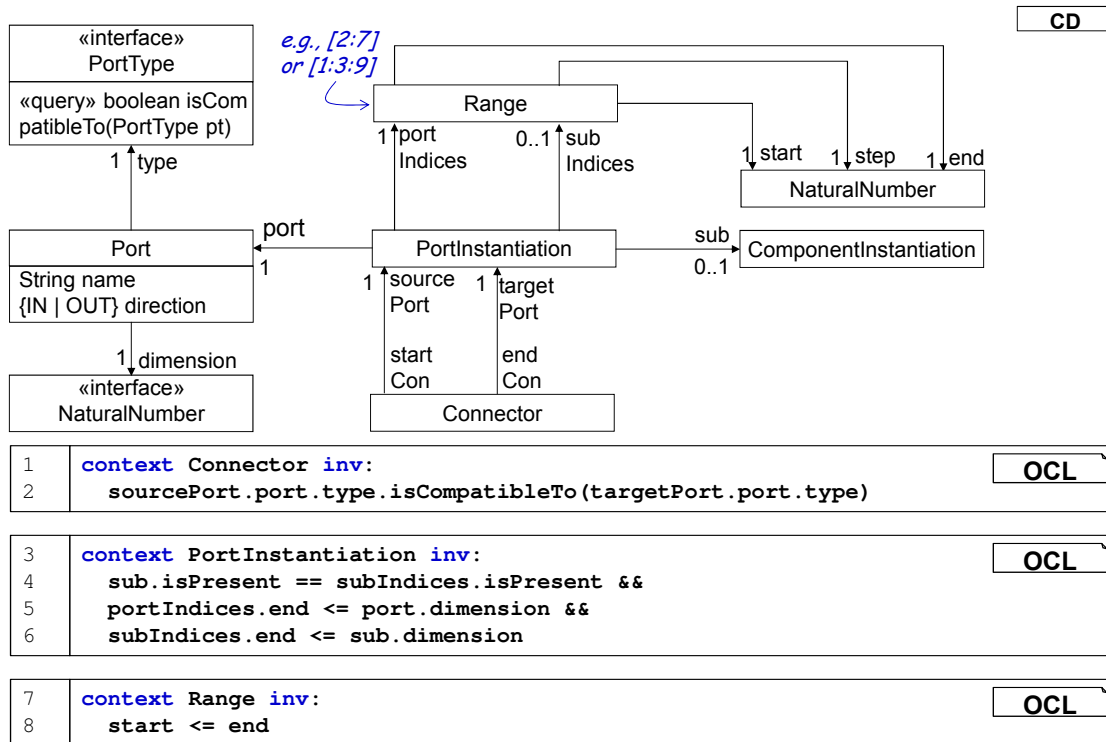 CD
«interface»
PortType
«query» boolean isCom
patibleTo(PortType pt)
1 type
e.g., [2:7]
or [1:3:9]
Range
1 port
Indices
0..1 sub
Indices
1 start
1 step
1 end
NaturalNumber
Port
String name
{IN | OUT} direction
port
1
PortInstantiation
sub
0..1
ComponentInstantiation
1 source
Port
1 target
Port
start
Con
end
Con
Connector
1 dimension
«interface»
NaturalNumber
1 context Connector inv:
2 sourcePort.port.type.isCompatibleTo(targetPort.port.type)
OCL
3 context PortInstantiation inv:
4 sub.isPresent == subIndices.isPresent &&
5 portIndices.end <= port.dimension &&
6 subIndices.end <= sub.dimension
OCL
7 context Range inv:
8 start <= end
OCL